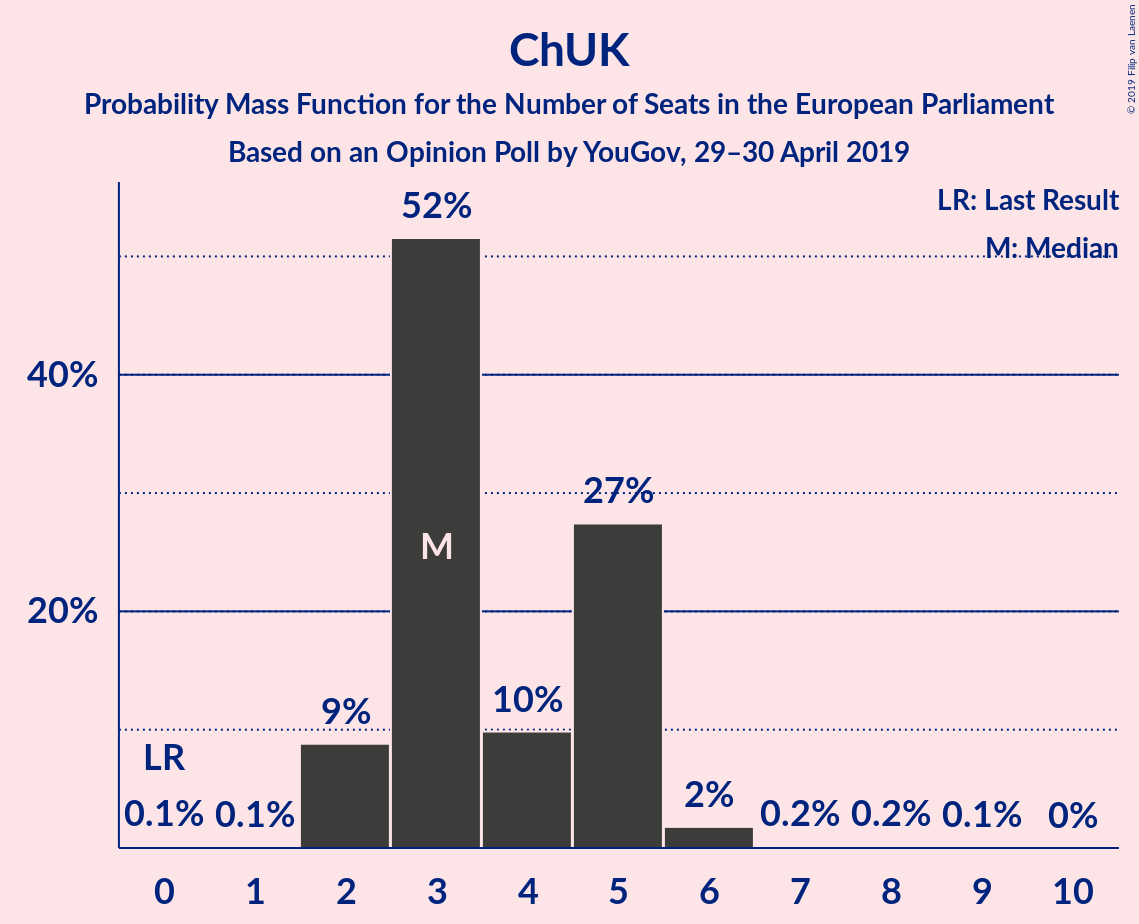 ChUK
Probability Mass Function for the Number of Seats in the European Parliament
Based on an Opinion Poll by YouGov, 29–30 April 2019
© 2019 Filip van Laenen
LR: Last Result
M: Median
52%
40%
27%
M
20%
10%
9%
LR
2%
0.1% 0.1% 0.2% 0.2% 0.1% 0%
0 1 2 3 4 5 6 7 8 9 10